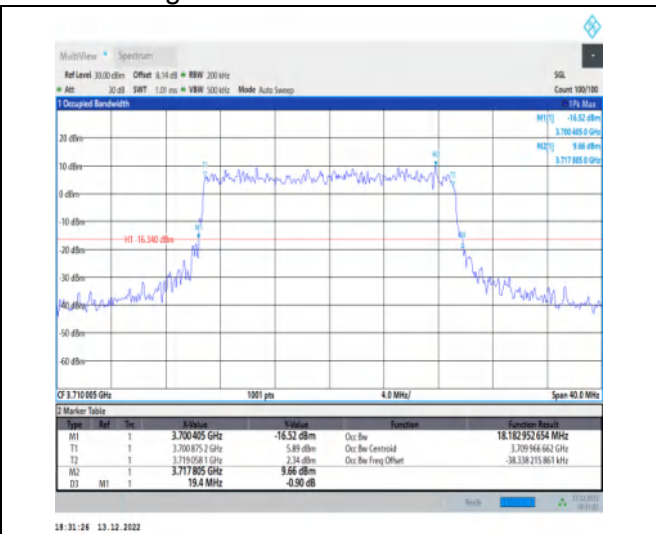 MultiView Spectrum
Ref Level 30.00 dBm Offset 8.14 dB RBW 200 kHz SGL
Att 30 dB SWT 1.01 ms VBW 500 kHz Mode Auto Sweep Count 100/100
1 Occupied Bandwidth 1Pk Max
M1[1] -16.52 dBm
3.700 405 0 GHz
20 dBm
M2[1] 9.66 dBm
3.717 805 0 GHz
10 dBm
0 dBm
-10 dBm
H1 -16.340 dBm
-20 dBm
-30 dBm
-40 dBm
-50 dBm
-60 dBm
CF 3.710 005 GHz 1001 pts 4.0 MHz/ Span 40.0 MHz
2 Marker Table
Type Ref Trc X-Value Y-Value Function Function Result
M1 1 3.700 405 GHz -16.52 dBm Occ Bw 18.182 952 654 MHz
T1 1 3.700 875 2 GHz 5.89 dBm Occ Bw Centroid 3.709 966 662 GHz
T2 1 3.719 058 1 GHz 2.34 dBm Occ Bw Freq Offset -38.338 215 861 kHz
M2 1 3.717 805 GHz 9.66 dBm
D3 M1 1 19.4 MHz -0.90 dB
Ready
18:31:26 13.12.2022